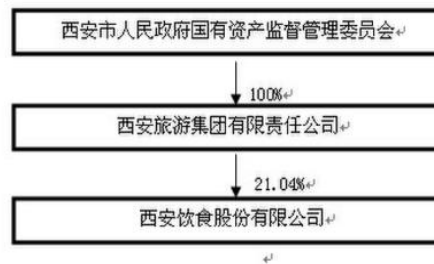 西安市人民政府国有资产监督管理委员会
100%
西安旅游集团有限责任公司
21.04%
西安饮食股份有限公司